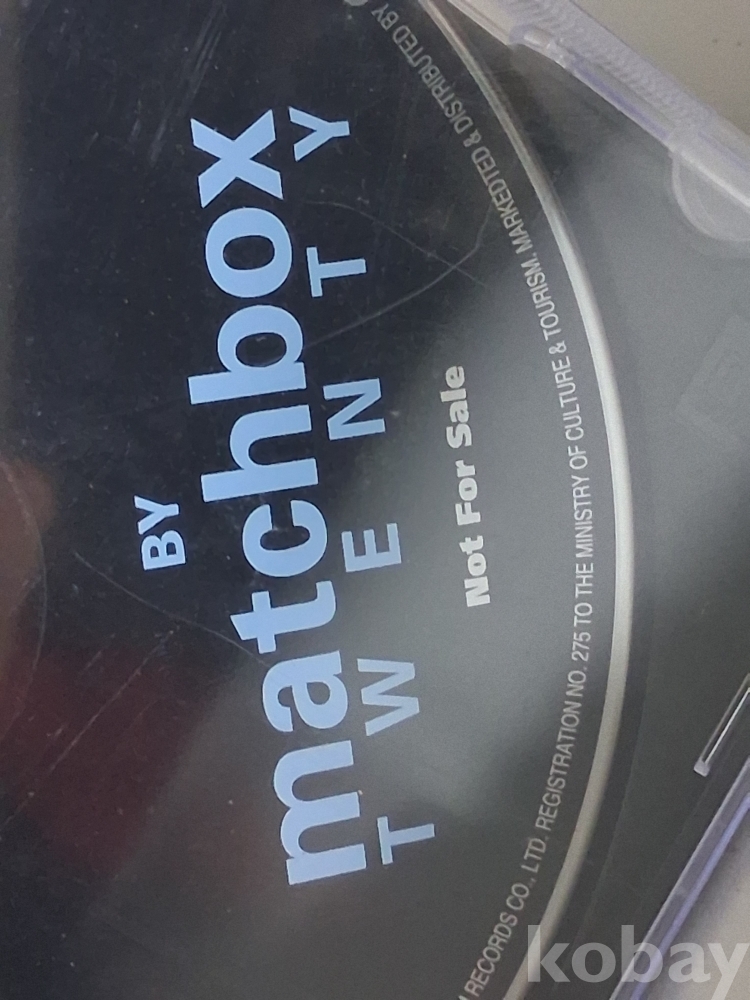 BY
matchbox
TWENTY
Not For Sale
RECORDS CO., LTD. REGISTRATION NO. 275 TO THE MINISTRY OF CULTURE & TOURISM. MARKEDTED & DISTRIBUTED BY
kobay